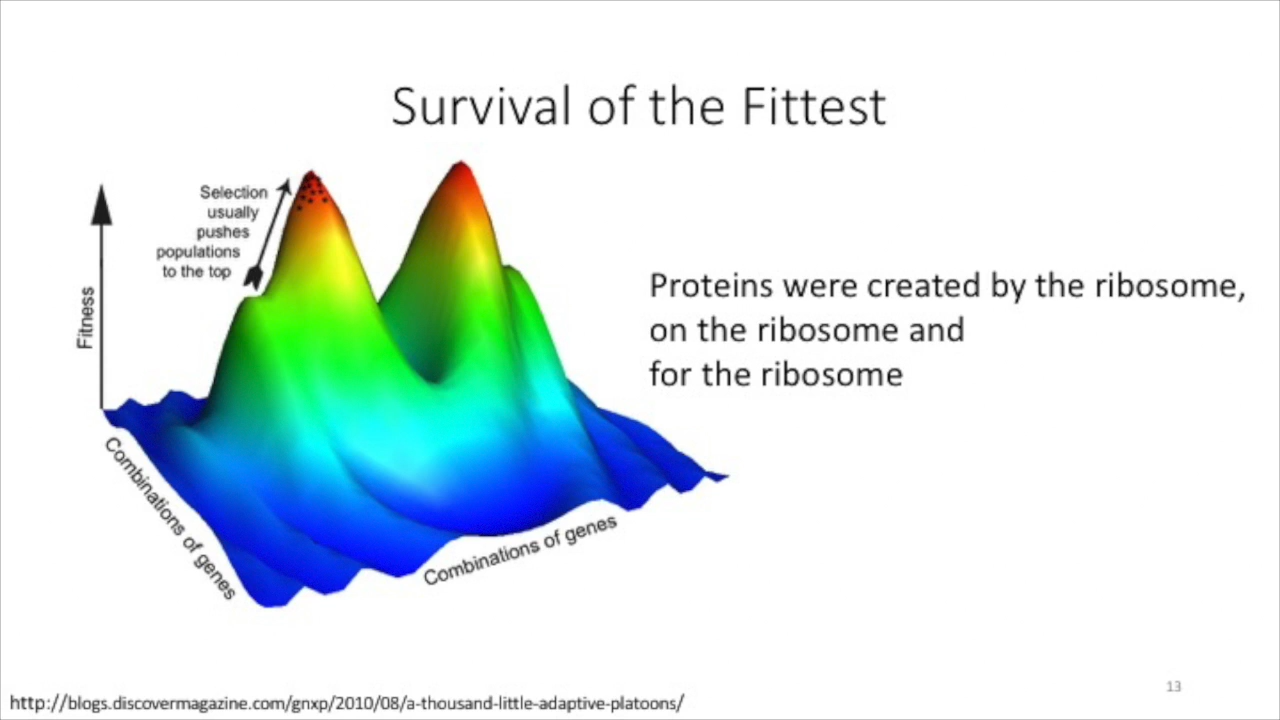 Survival of the Fittest
Selection
usually
pushes
populations
to the top
Fitness
Combinations of genes
Combinations of genes
Proteins were created by the ribosome,
on the ribosome and
for the ribosome
13
http://blogs.discovermagazine.com/gnxp/2010/08/a-thousand-little-adaptive-platoons/